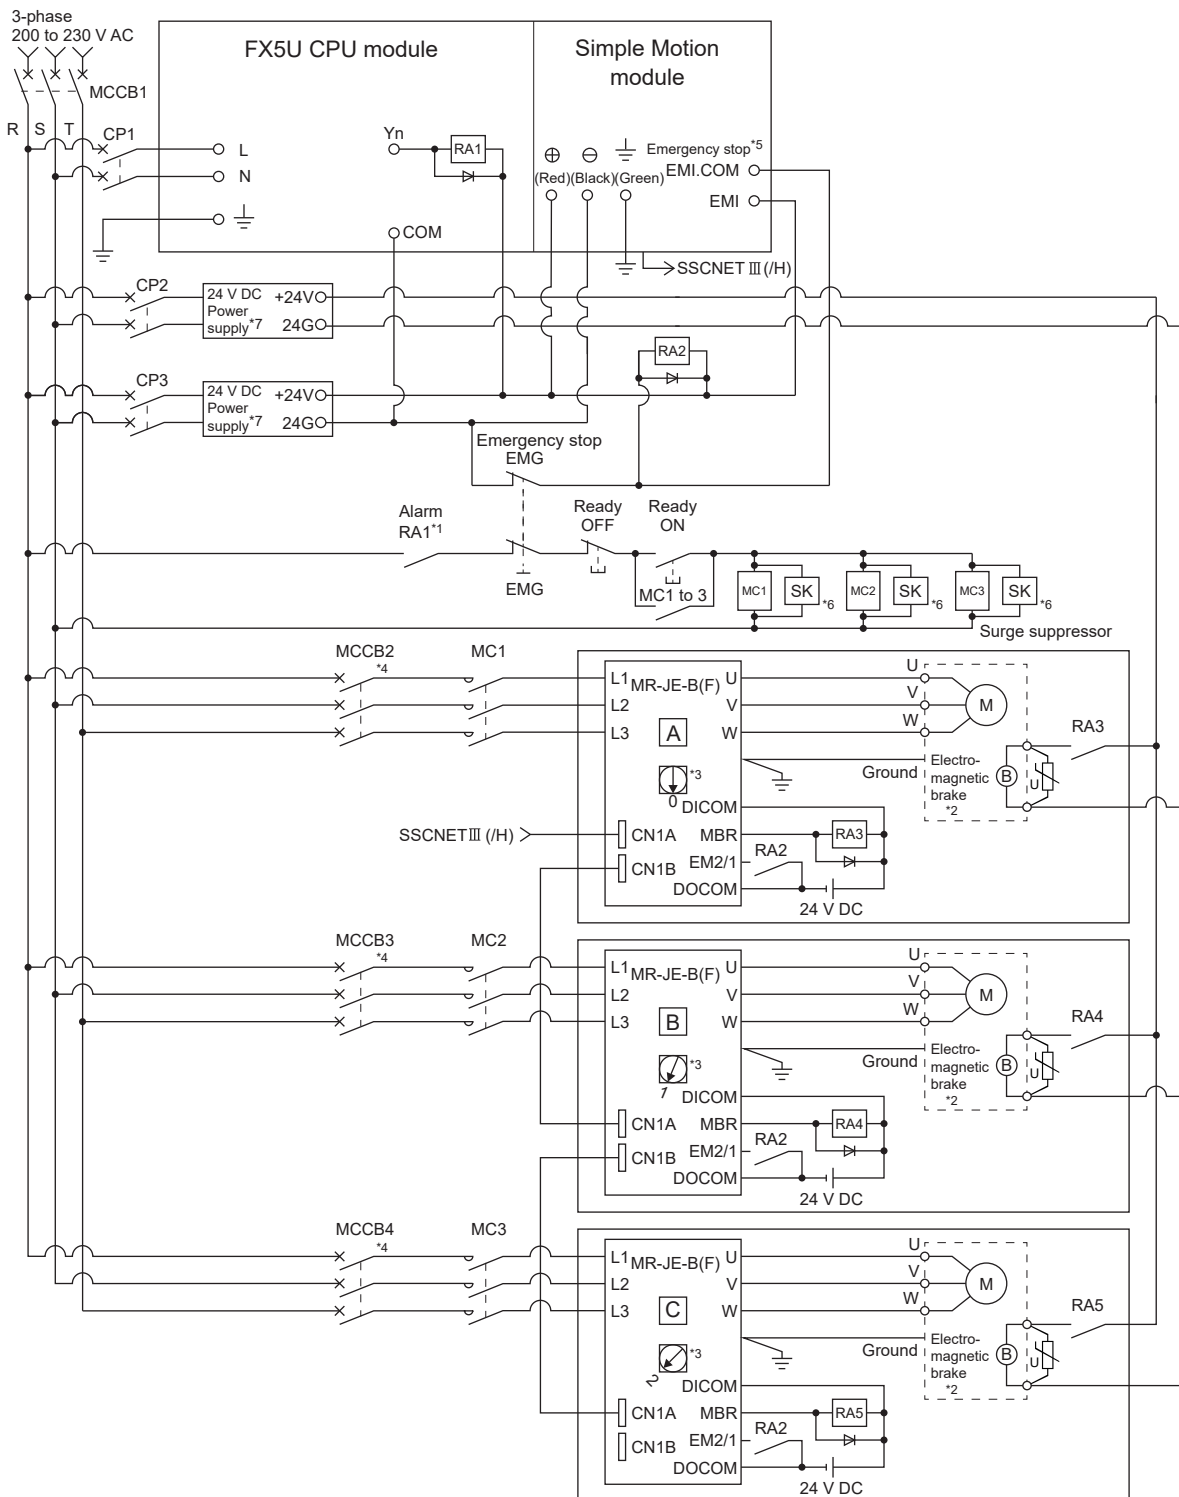 3-phase
200 to 230 V AC
MCCB1
R S T
CP1
FX5U CPU module
L
N
Yn
RA1
COM
Simple Motion
module
Emergency stop*5
(Red)(Black)(Green)
EMI.COM
EMI
SSCNET III (/H)
CP2
24 V DC
Power
supply*7
+24V
24G
RA2
CP3
24 V DC
Power
supply*7
+24V
24G
Emergency stop
EMG
Alarm
RA1*1
EMG
Ready
OFF
Ready
ON
MC1 to 3
MC1
SK
*6
MC2
SK
*6
MC3
SK
*6
Surge suppressor
MCCB2
*4
MC1
L1
MR-JE-B(F)
U
L2
V
L3
A
W
*3
0
DICOM
SSCNET III (/H)
CN1A
MBR
CN1B
EM2/1
DOCOM
U
V
W
M
Ground
Electro-
magnetic
brake
*2
B
U
RA3
RA3
RA2
24 V DC
MCCB3
*4
MC2
L1
MR-JE-B(F)
U
L2
V
L3
B
W
*3
1
DICOM
CN1A
MBR
CN1B
EM2/1
DOCOM
U
V
W
M
Ground
Electro-
magnetic
brake
*2
B
U
RA4
RA4
RA2
24 V DC
MCCB4
*4
MC3
L1
MR-JE-B(F)
U
L2
V
L3
C
W
*3
2
DICOM
CN1A
MBR
CN1B
EM2/1
DOCOM
U
V
W
M
Ground
Electro-
magnetic
brake
*2
B
U
RA5
RA5
RA2
24 V DC